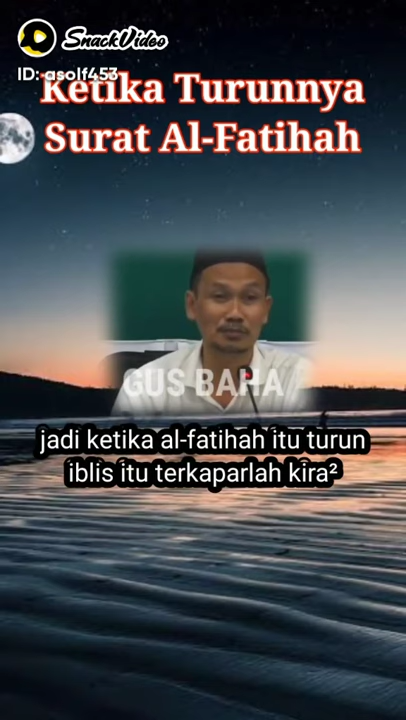 SnackVideo
ID: asolf453
Ketika Turunnya
Surat Al-Fatihah
GUS BAHA
jadi ketika al-fatihah itu turun
iblis itu terkaparlah kira²